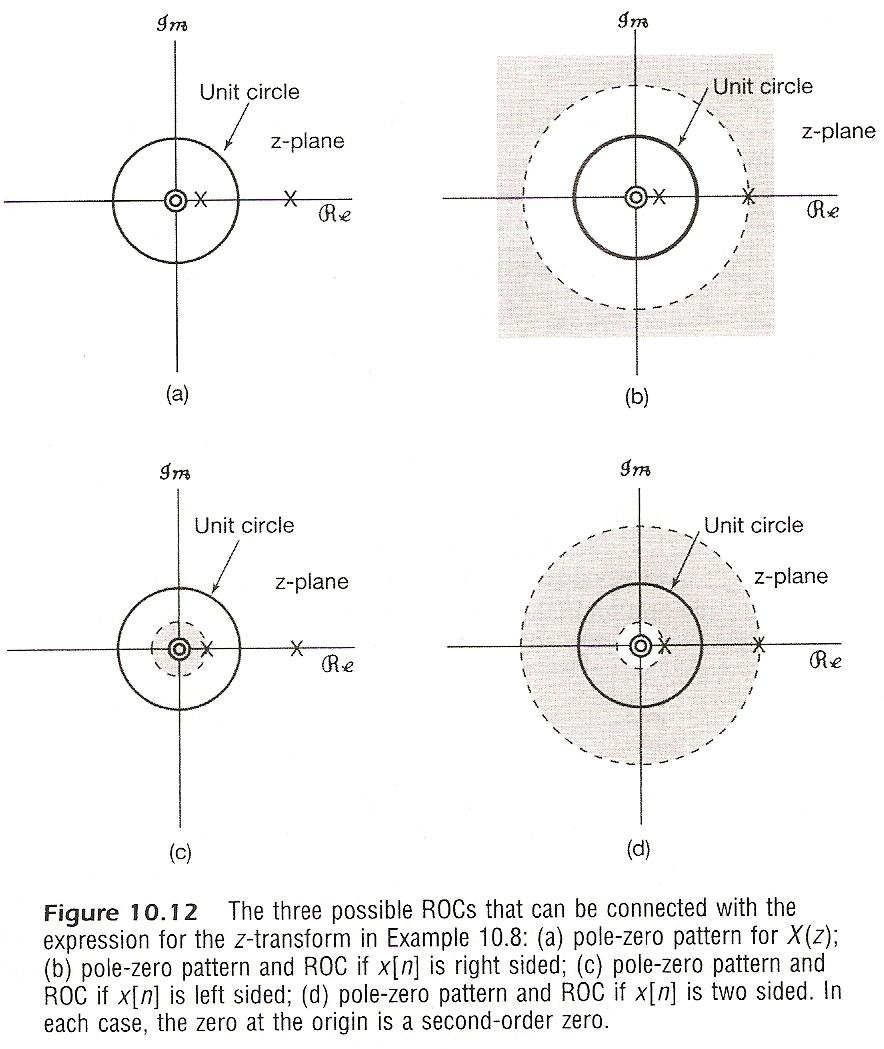 ℐ𝓂
Unit circle
z-plane
ℛℯ
(a)
ℐ𝓂
Unit circle
z-plane
ℛℯ
(b)
ℐ𝓂
Unit circle
z-plane
ℛℯ
(c)
ℐ𝓂
Unit circle
z-plane
ℛℯ
(d)
Figure 10.12 The three possible ROCs that can be connected with the
expression for the z-transform in Example 10.8: (a) pole-zero pattern for X(z);
(b) pole-zero pattern and ROC if x[n] is right sided; (c) pole-zero pattern and
ROC if x[n] is left sided; (d) pole-zero pattern and ROC if x[n] is two sided. In
each case, the zero at the origin is a second-order zero.